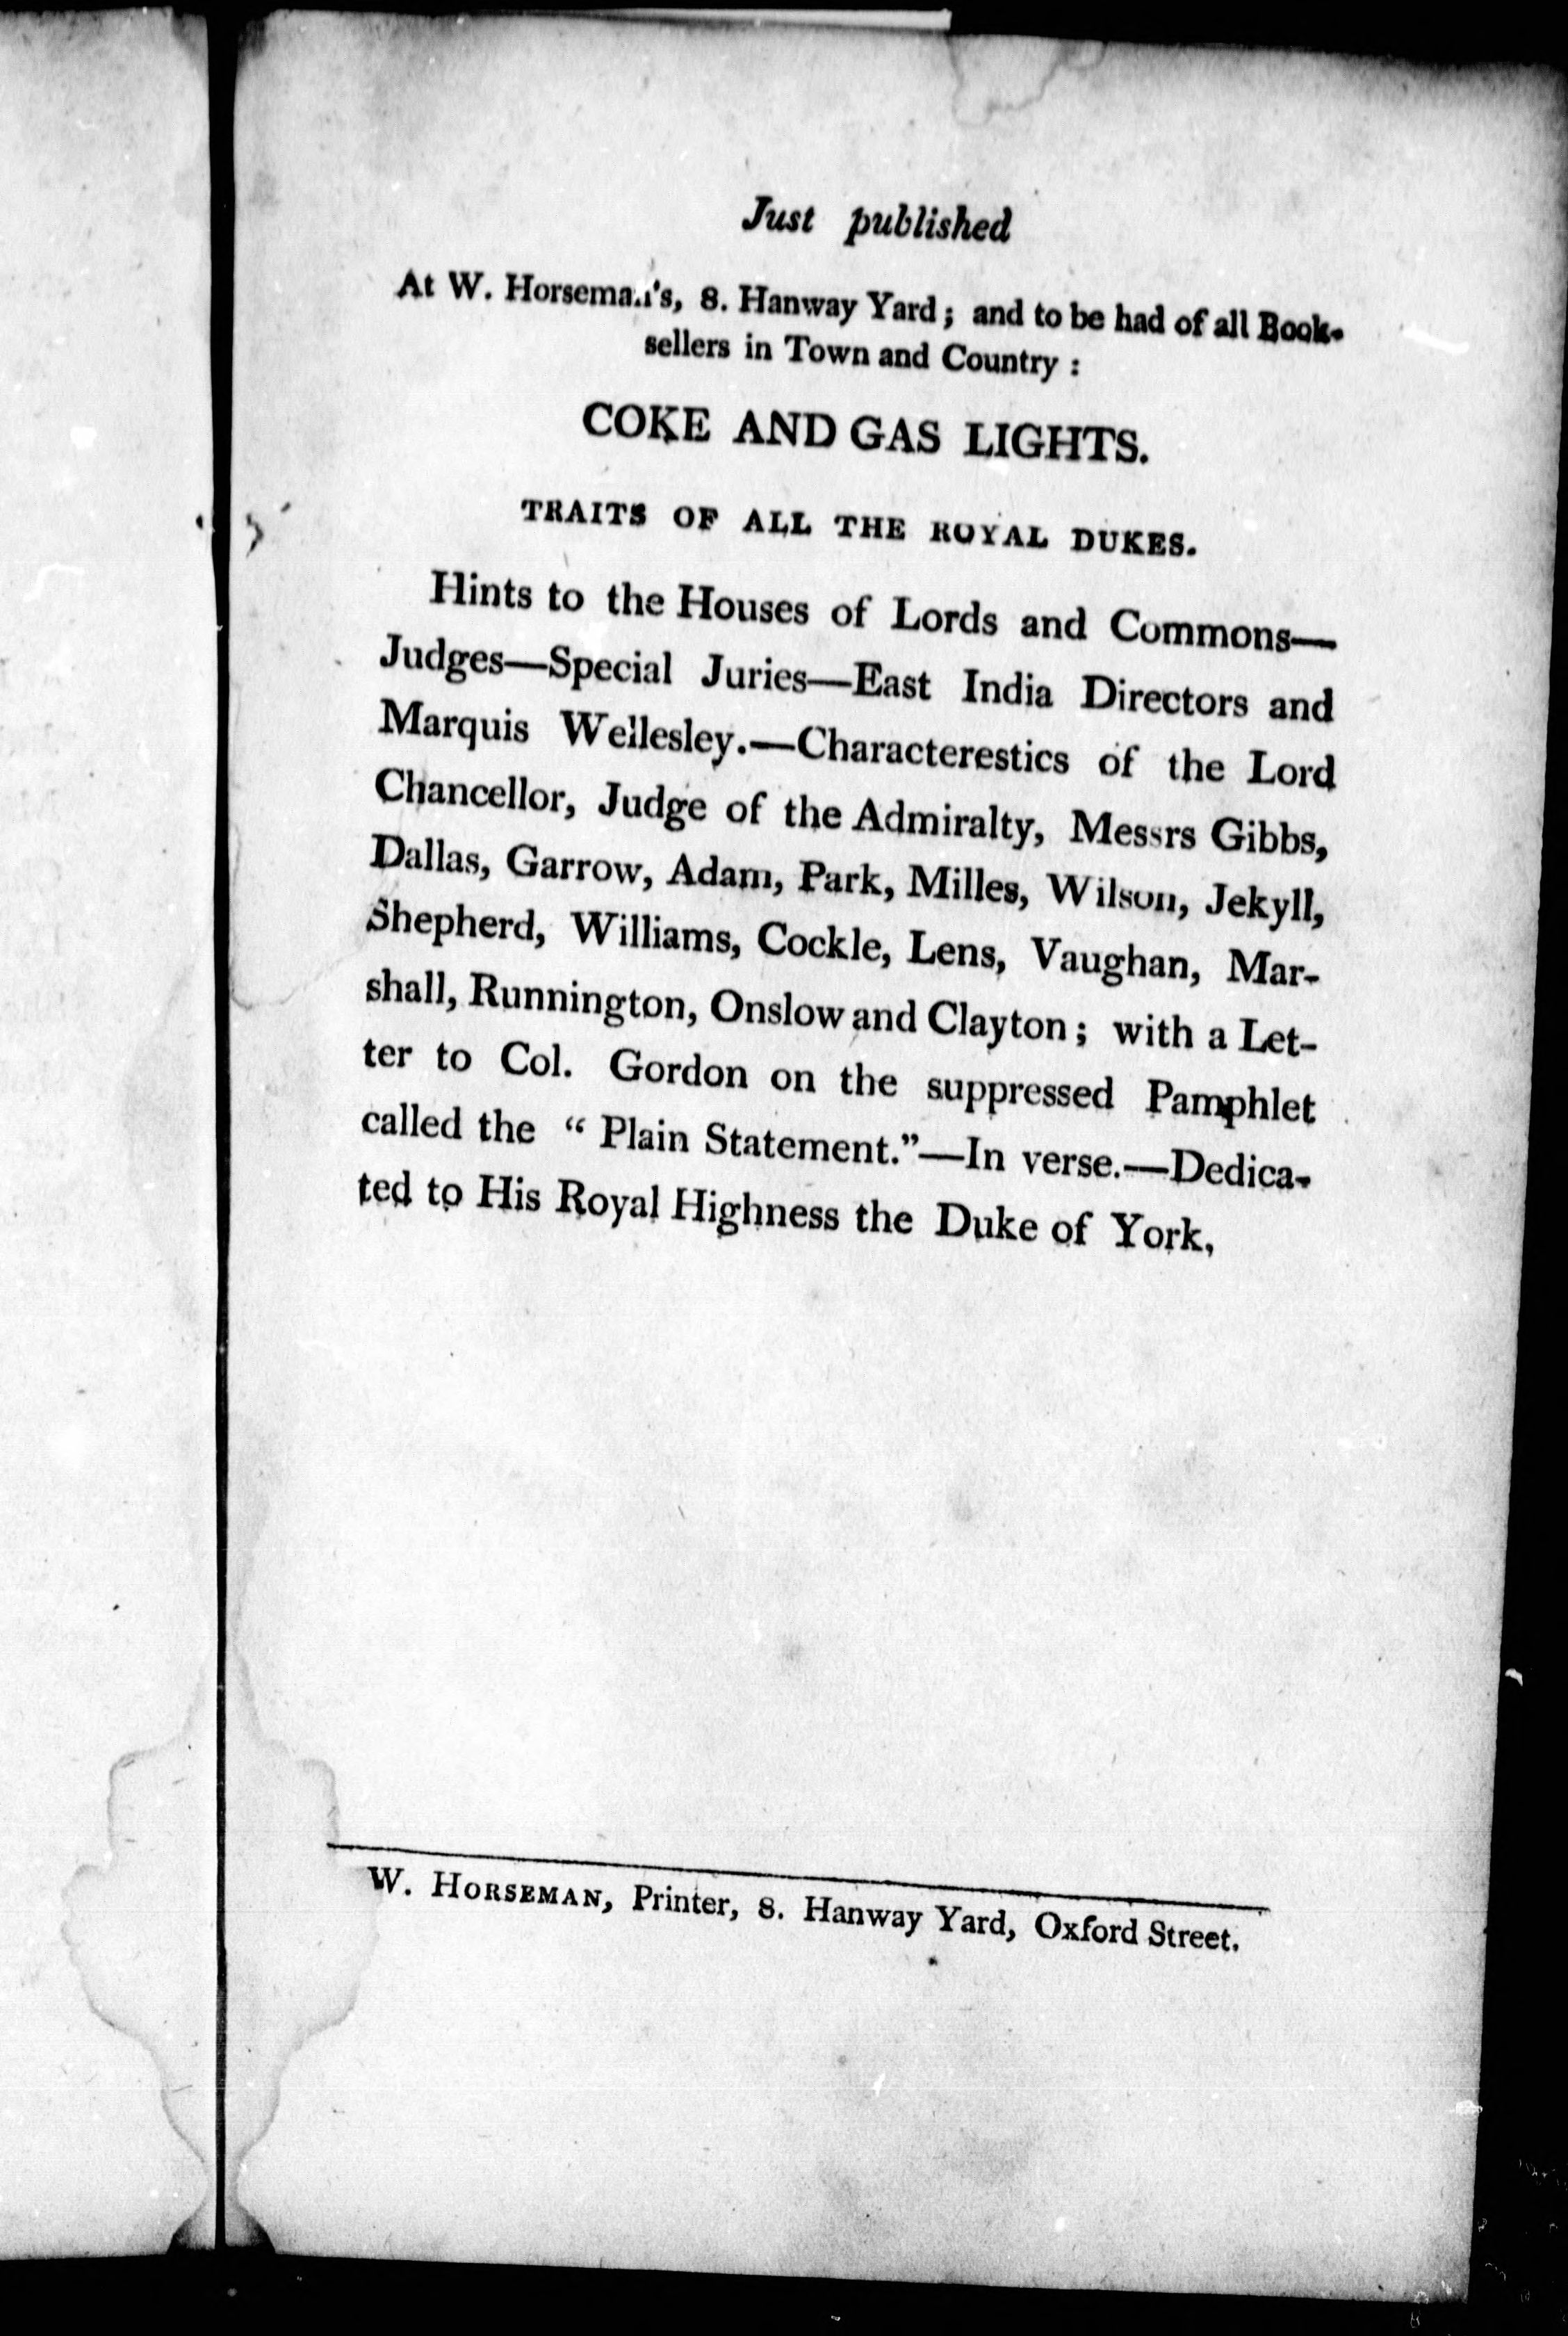 Just published
At W. Horseman's, 8. Hanway Yard; and to be had of all Book-
sellers in Town and Country :
COKE AND GAS LIGHTS.
TRAITS OF ALL THE ROYAL DUKES.
Hints to the Houses of Lords and Commons—
Judges—Special Juries—East India Directors and
Marquis Wellesley.—Characterestics of the Lord
Chancellor, Judge of the Admiralty, Messrs Gibbs,
Dallas, Garrow, Adam, Park, Milles, Wilson, Jekyll,
Shepherd, Williams, Cockle, Lens, Vaughan, Mar-
shall, Runnington, Onslow and Clayton; with a Let-
ter to Col. Gordon on the suppressed Pamphlet
called the “ Plain Statement.”—In verse.—Dedica-
ted to His Royal Highness the Duke of York,
W. HORSEMAN, Printer, 8. Hanway Yard, Oxford Street.